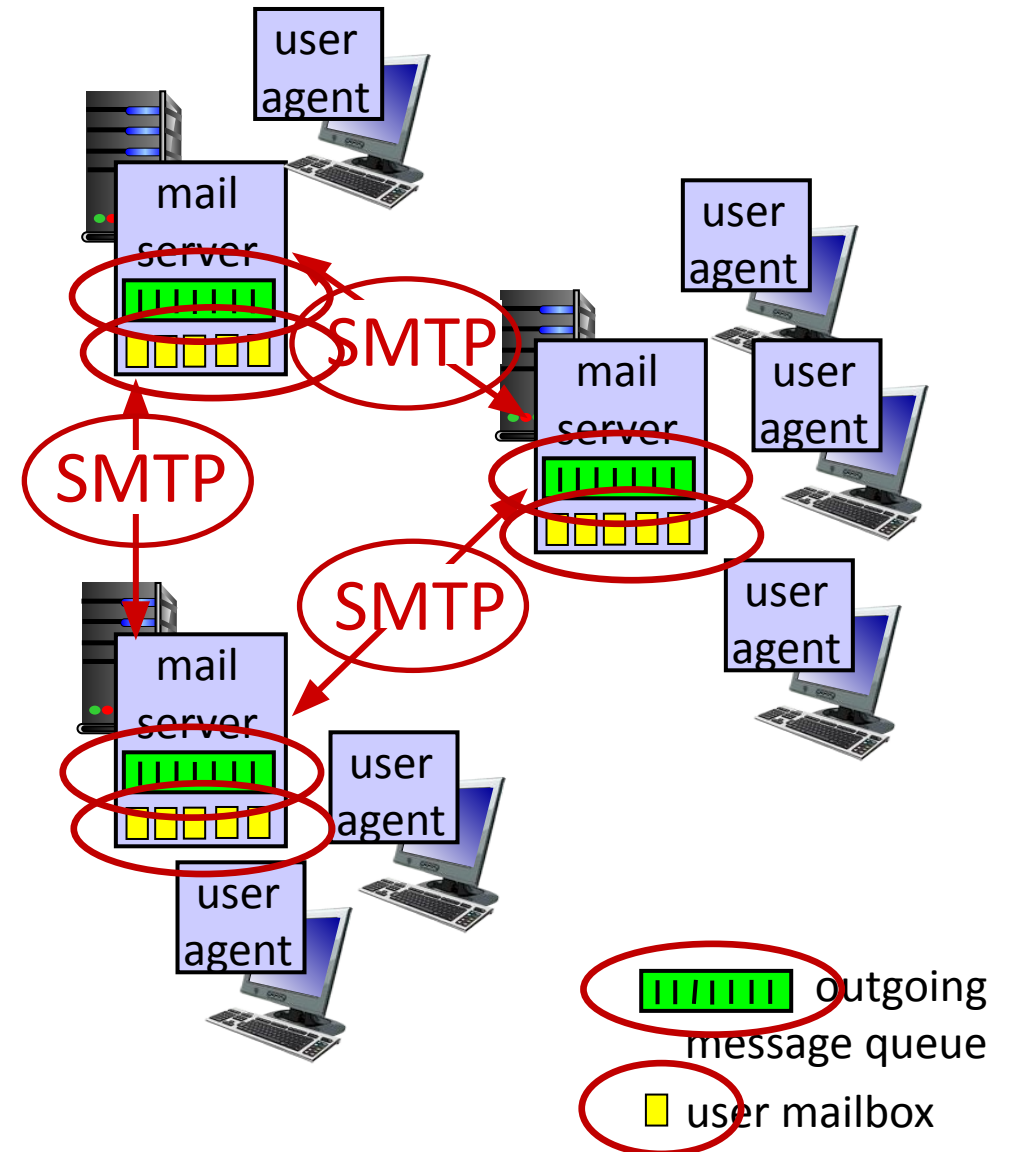 user
agent
mail
server
user
agent
SMTP
mail
server
user
agent
SMTP
SMTP
user
agent
mail
server
user
agent
user
agent
outgoing
message queue
user mailbox